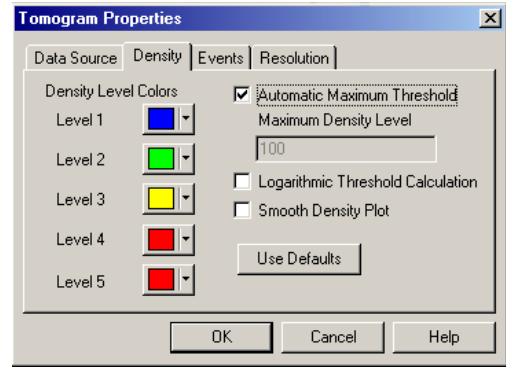 Tomogram Properties
Data Source Density Events Resolution
Density Level Colors
Level 1
Level 2
Level 3
Level 4
Level 5
Automatic Maximum Threshold
Maximum Density Level
100
Logarithmic Threshold Calculation
Smooth Density Plot
Use Defaults
OK Cancel Help